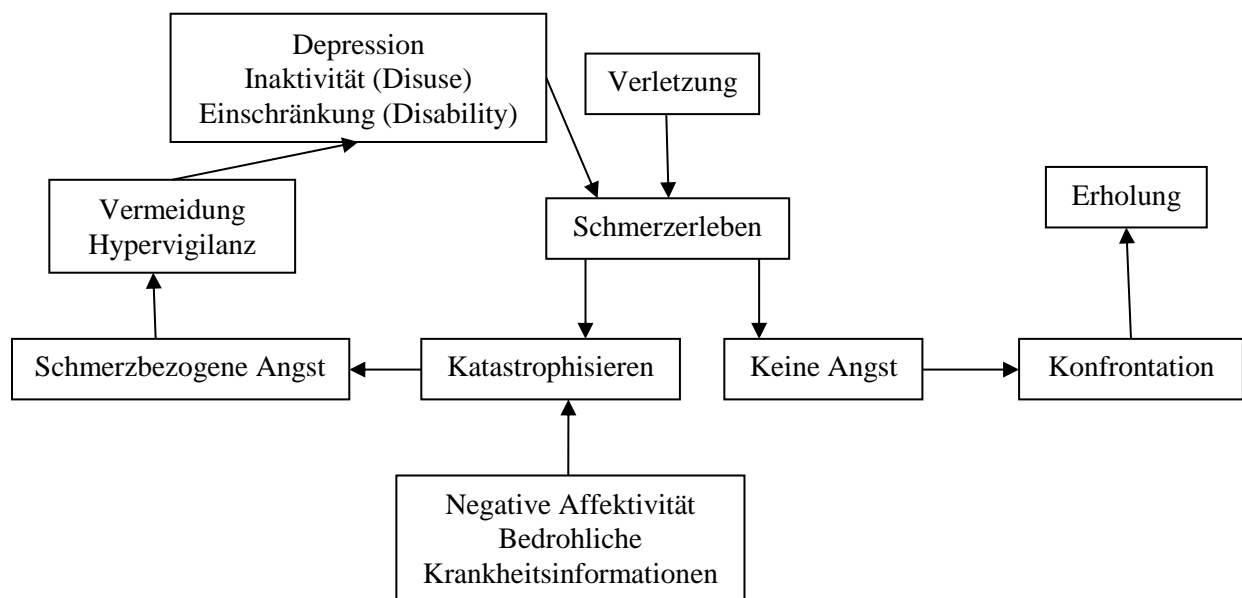 Depression
Inaktivität (Disuse)
Einschränkung (Disability)
Verletzung
Vermeidung
Hypervigilanz
Schmerzerleben
Erholung
Schmerzbezogene Angst
Katastrophisieren
Keine Angst
Konfrontation
Negative Affektivität
Bedrohliche
Krankheitsinformationen